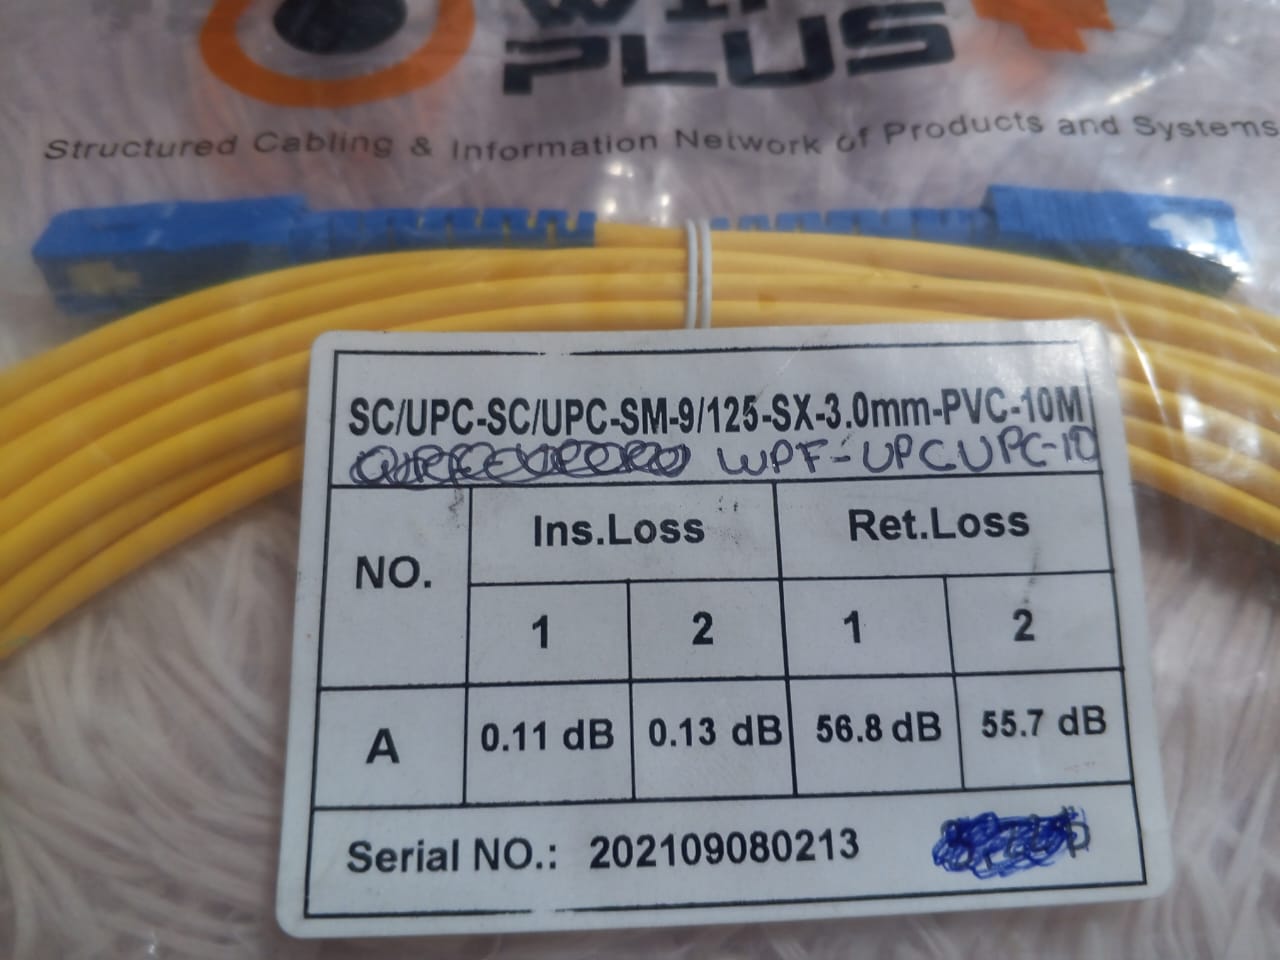 PLUS
Structured Cabling & Information Network of Products and Systems
SC/UPC-SC/UPC-SM-9/125-SX-3.0mm-PVC-10M
WPF-UPCUPC-10
NO.
Ins.Loss
Ret.Loss
1 2 1 2
A 0.11 dB 0.13 dB 56.8 dB 55.7 dB
Serial NO.: 202109080213